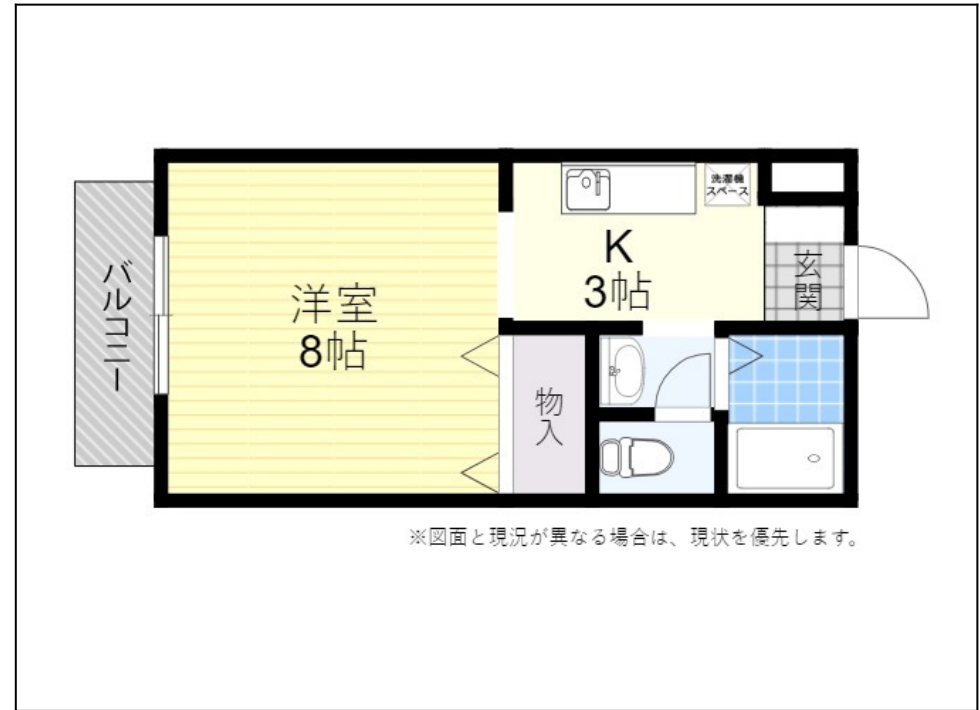 バルコニー
洋室
8帖
K
3帖
洗濯機
スペース
玄関
物入
※図面と現況が異なる場合は、現状を優先します。